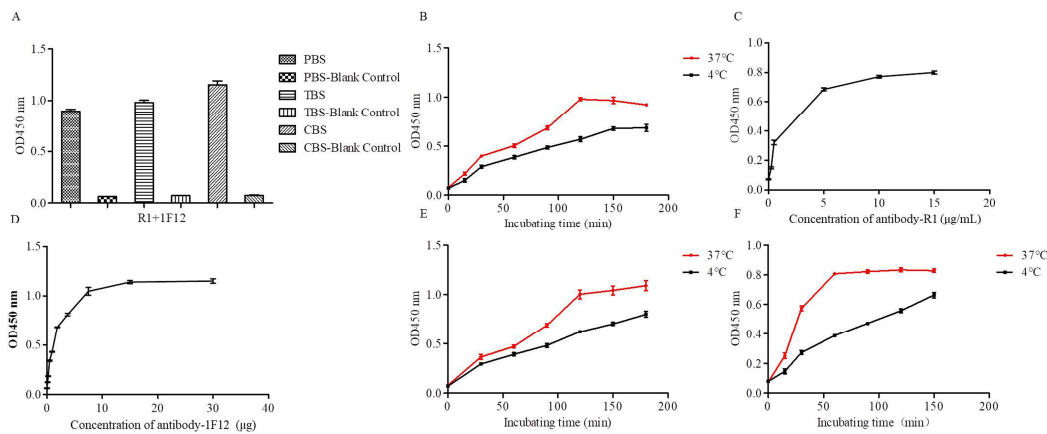 A
OD450 nm
1.5
1.0
0.5
0.0
R1+1F12
PBS
PBS-Blank Control
TBS
TBS-Blank Control
CBS
CBS-Blank Control
B
OD450 nm
1.5
1.0
0.5
0.0
0 50 100 150 200
Incubating time (min)
37°C
4°C
C
OD450 nm
1.0
0.8
0.6
0.4
0.2
0.0
0 5 10 15 20
Concentration of antibody-R1 (μg/mL)
D
OD450 nm
1.5
1.0
0.5
0.0
0 10 20 30 40
Concentration of antibody-1F12 (μg)
E
OD450 nm
1.5
1.0
0.5
0.0
0 50 100 150 200
Incubating time (min)
37°C
4°C
F
OD450 nm
1.0
0.8
0.6
0.4
0.2
0.0
0 50 100 150 200
Incubating time（min）
37°C
4°C